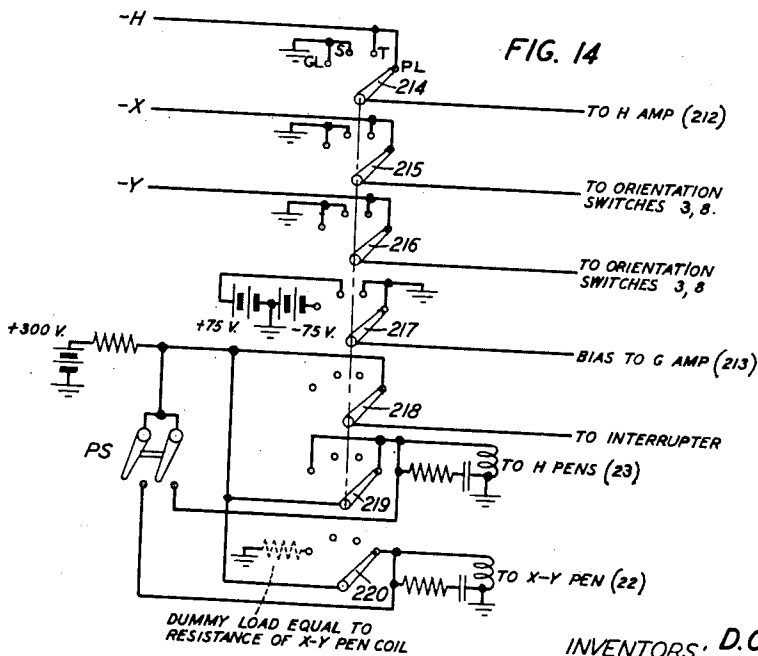 FIG. 14
-H
GL
S
T
PL
214
TO H AMP (212)
-X
215
TO ORIENTATION
SWITCHES 3, 8.
-Y
216
TO ORIENTATION
SWITCHES 3, 8
+75 V.
-75 V.
217
BIAS TO G AMP (213)
+300 V.
218
TO INTERRUPTER
PS
TO H PENS (23)
219
TO X-Y PEN (22)
220
DUMMY LOAD EQUAL TO
RESISTANCE OF X-Y PEN COIL
INVENTORS: D.C